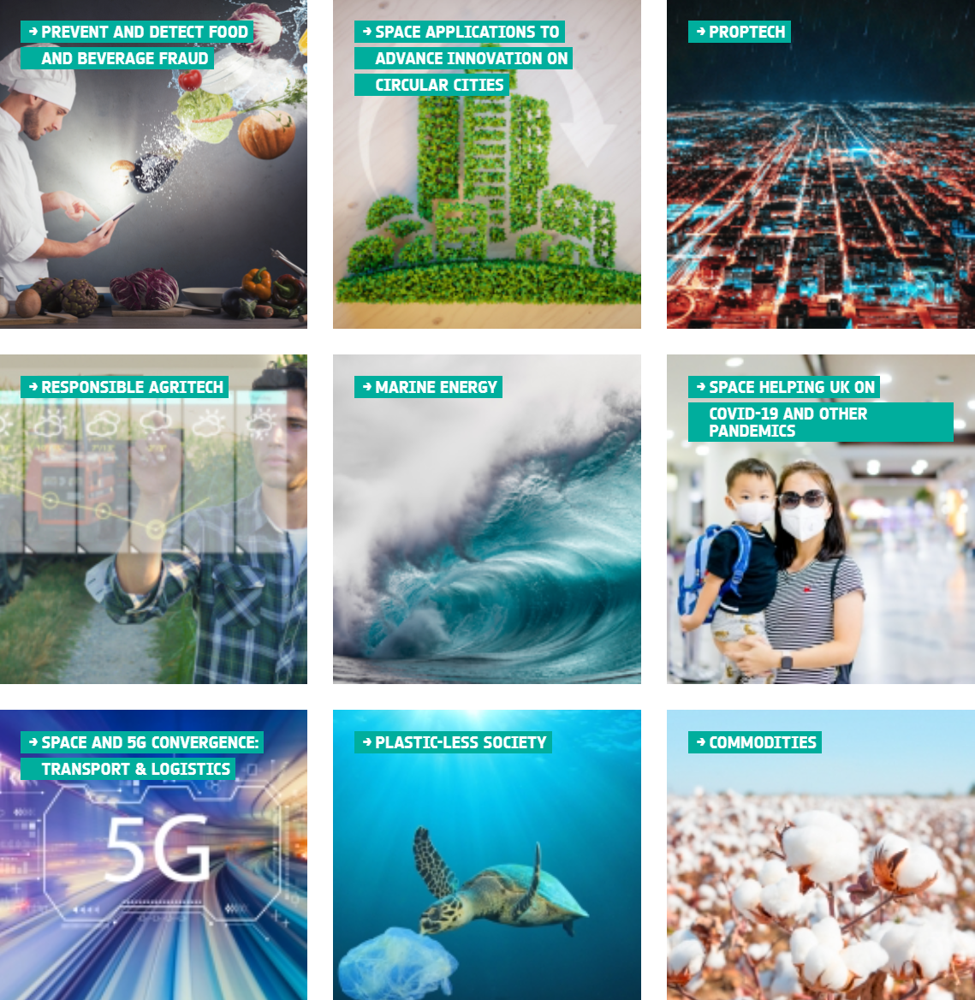 → PREVENT AND DETECT FOOD
AND BEVERAGE FRAUD
→ SPACE APPLICATIONS TO
ADVANCE INNOVATION ON
CIRCULAR CITIES
→ PROPTECH
→ RESPONSIBLE AGRITECH
→ MARINE ENERGY
→ SPACE HELPING UK ON
COVID-19 AND OTHER
PANDEMICS
→ SPACE AND 5G CONVERGENCE:
TRANSPORT & LOGISTICS
5G
→ PLASTIC-LESS SOCIETY
→ COMMODITIES